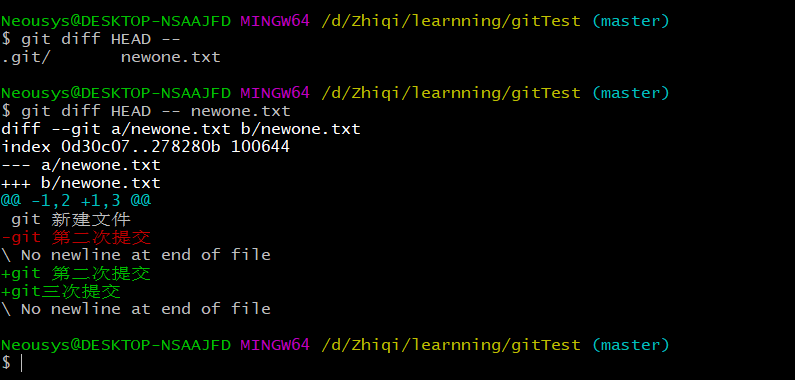 Neousys@DESKTOP-NSAAJFD MINGW64 /d/Zhiqi/learnning/gitTest (master)
$ git diff HEAD --
.git/       newone.txt
Neousys@DESKTOP-NSAAJFD MINGW64 /d/Zhiqi/learnning/gitTest (master)
$ git diff HEAD -- newone.txt
diff --git a/newone.txt b/newone.txt
index 0d30c07..278280b 100644
--- a/newone.txt
+++ b/newone.txt
@@ -1,2 +1,3 @@
 git 新建文件
-git 第二次提交
\ No newline at end of file
+git 第二次提交
+git三次提交
\ No newline at end of file
Neousys@DESKTOP-NSAAJFD MINGW64 /d/Zhiqi/learnning/gitTest (master)
$